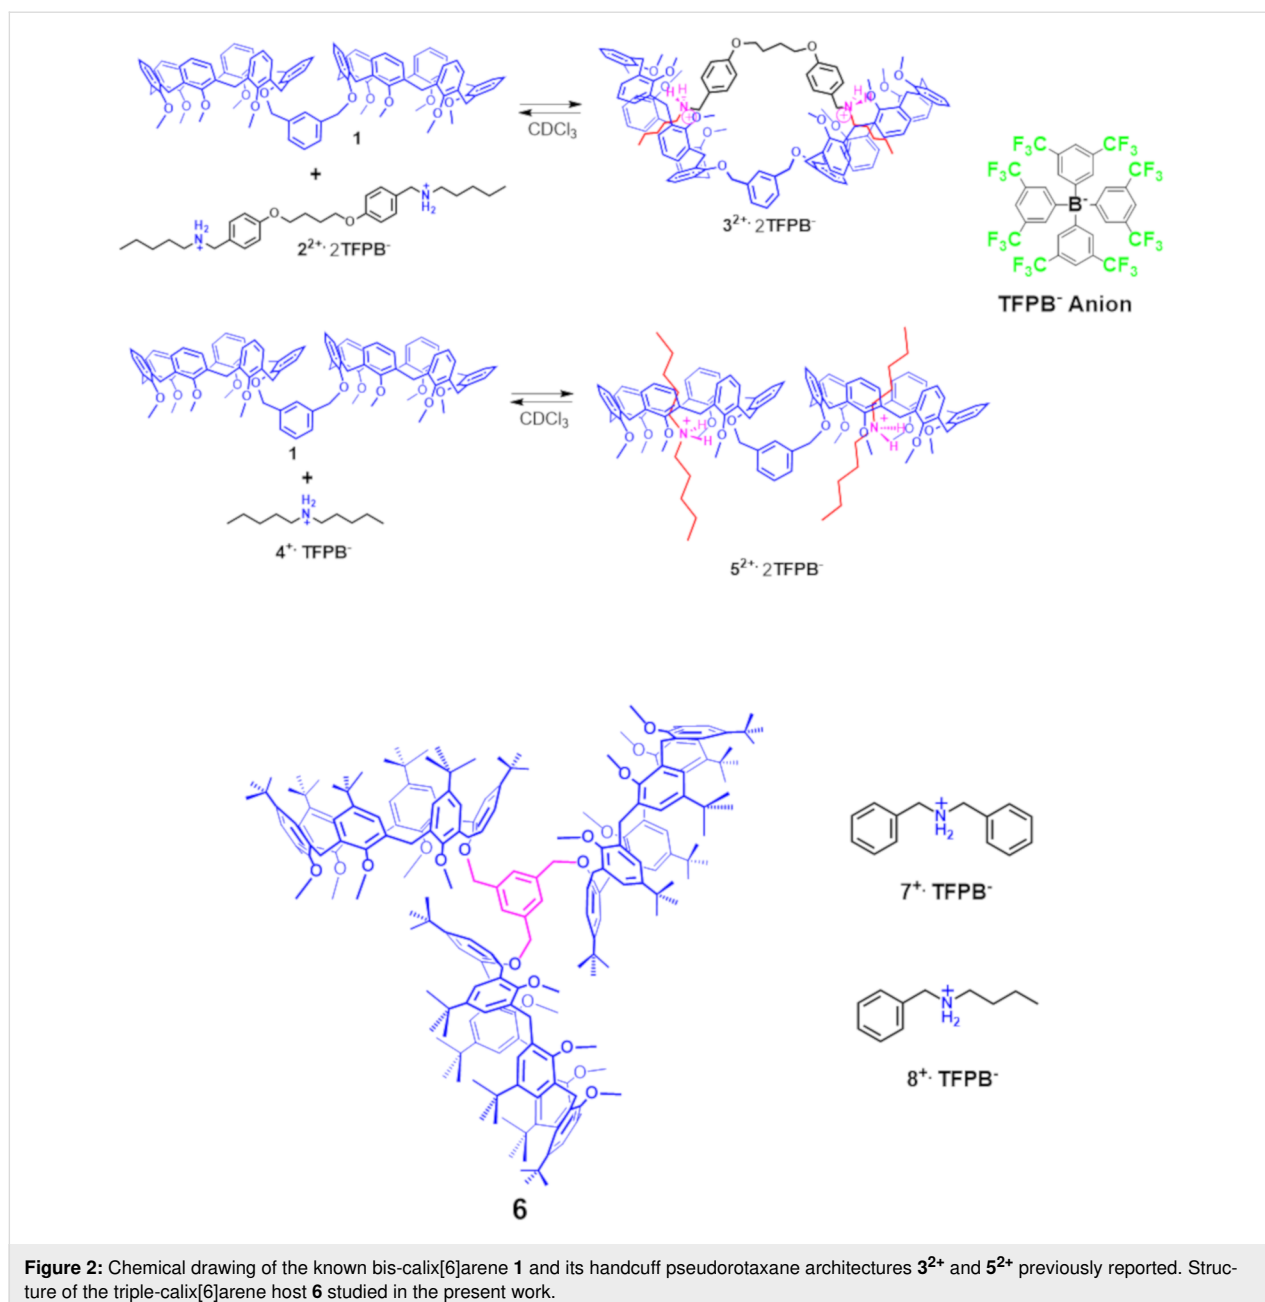 1
+
CDCl₃
2²⁺· 2TFPB⁻
3²⁺· 2TFPB⁻
TFPB⁻ Anion
1
+
CDCl₃
4⁺· TFPB⁻
5²⁺· 2TFPB⁻
6
7⁺· TFPB⁻
8⁺· TFPB⁻
Figure 2: Chemical drawing of the known bis-calix[6]arene 1 and its handcuff pseudorotaxane architectures 3²⁺ and 5²⁺ previously reported. Struc-
ture of the triple-calix[6]arene host 6 studied in the present work.